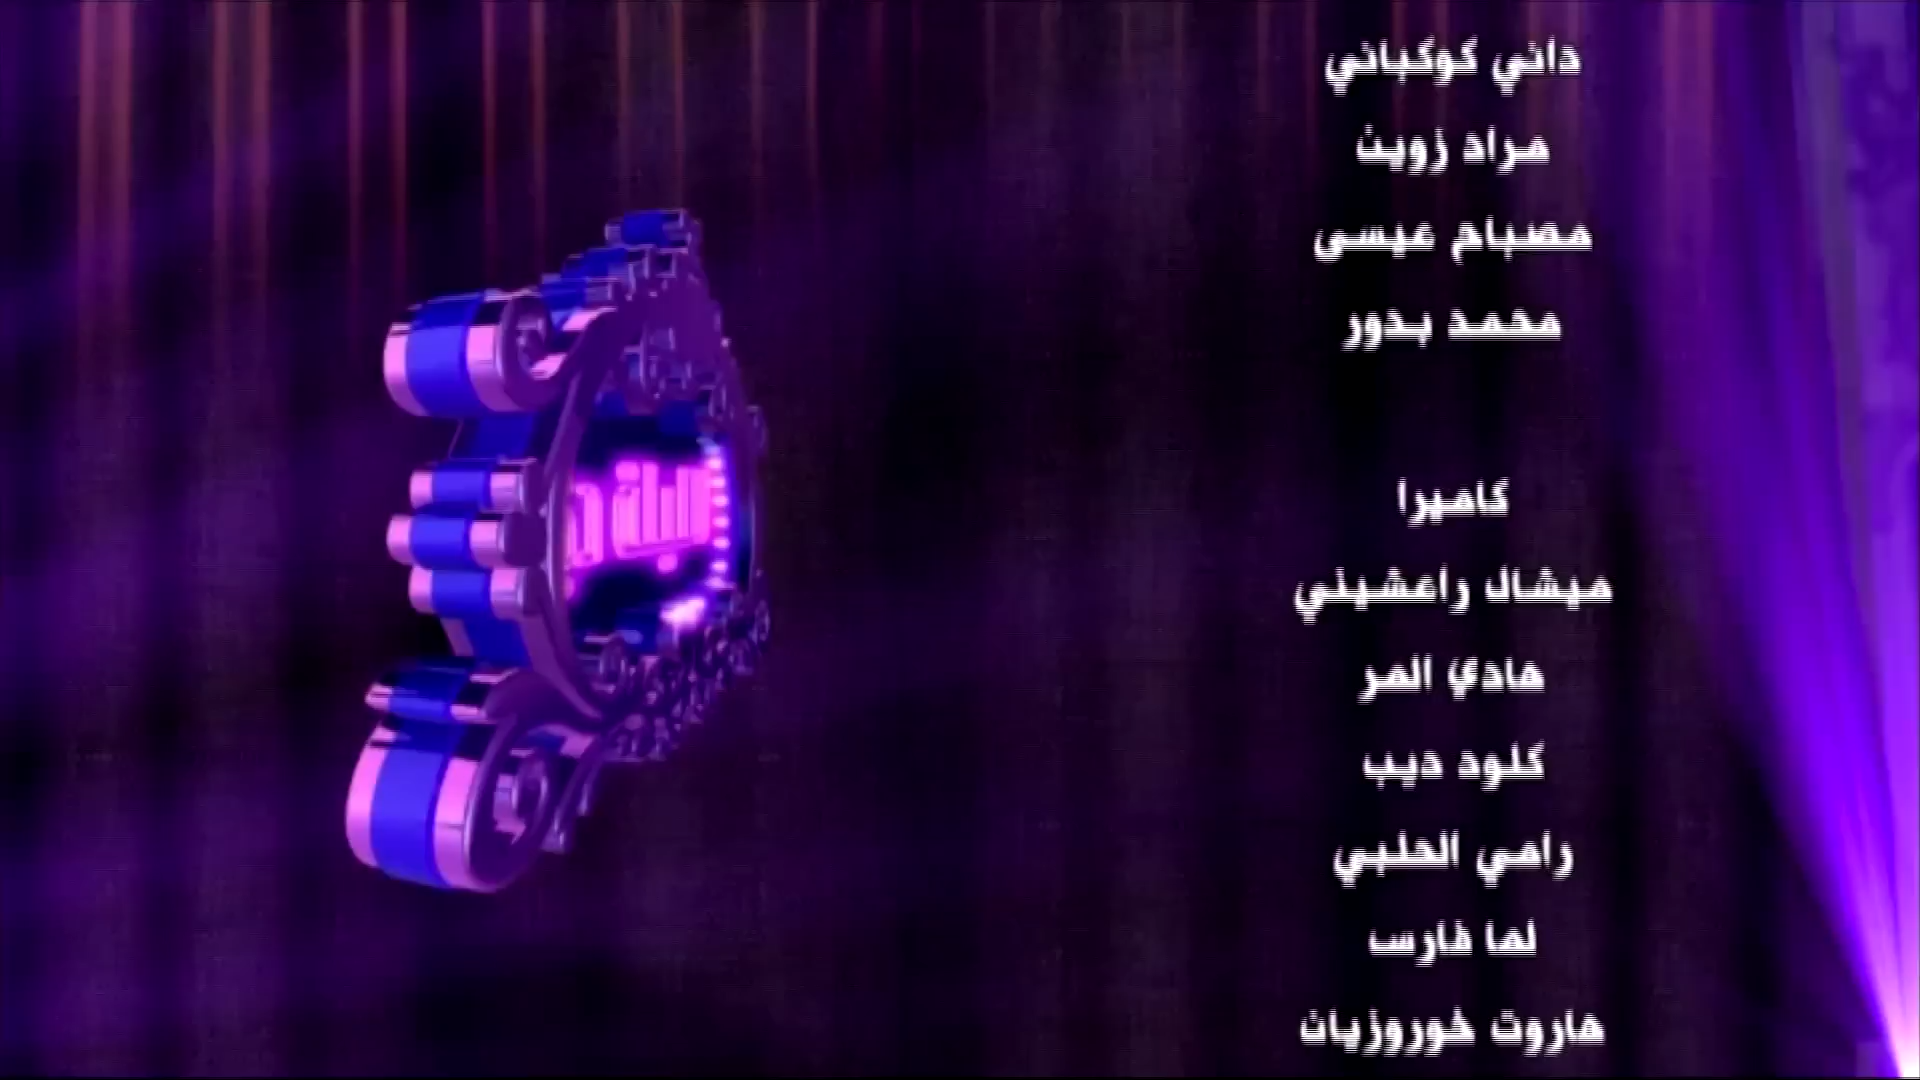 داني كوكباني
مراد زوين
مصباح عيسى
محمد بدور
كاميرا
ميشال راعشيني
هادي المر
كلود ديب
رامي الحلبي
لما فارس
هاروت خوروزيان